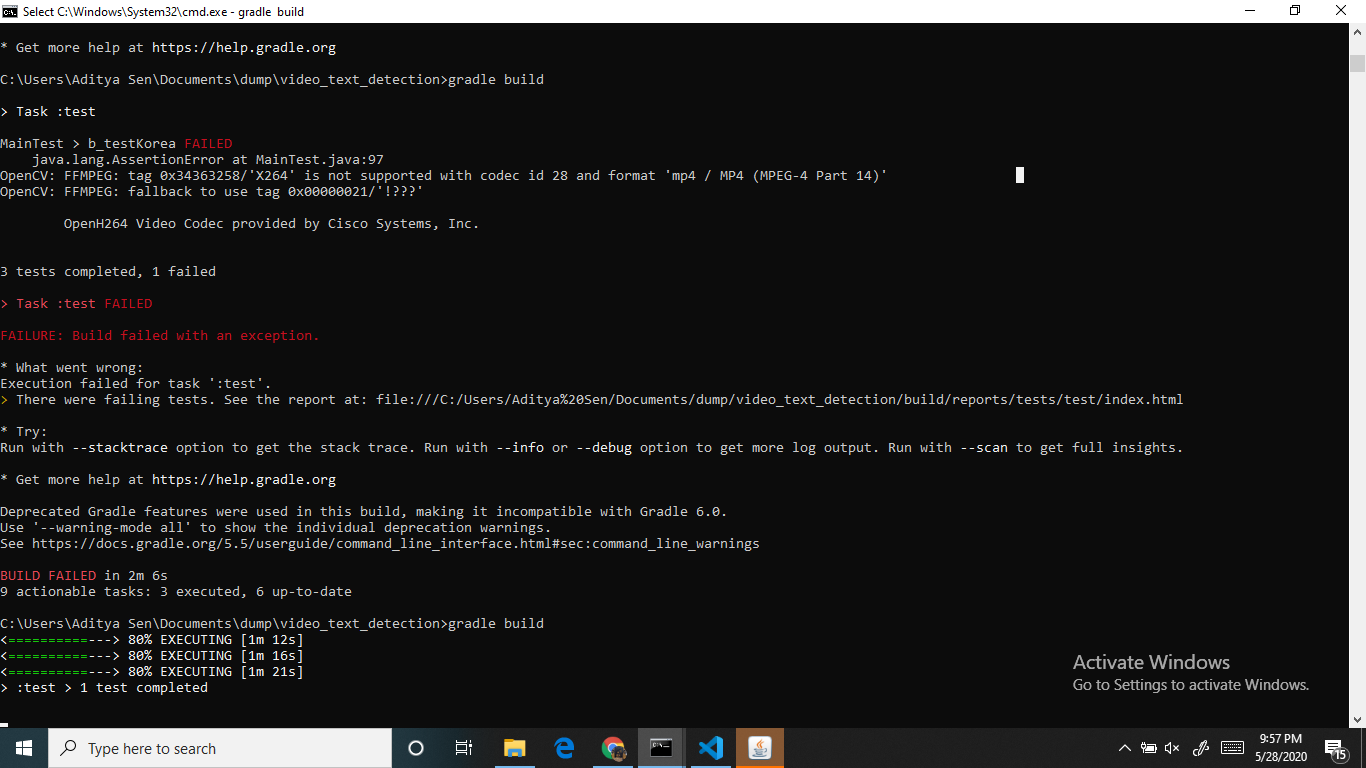 Select C:\Windows\System32\cmd.exe - gradle build
* Get more help at https://help.gradle.org
C:\Users\Aditya Sen\Documents\dump\video_text_detection>gradle build
> Task :test
MainTest > b_testKorea FAILED
java.lang.AssertionError at MainTest.java:97
OpenCV: FFMPEG: tag 0x34363258/'X264' is not supported with codec id 28 and format 'mp4 / MP4 (MPEG-4 Part 14)'
OpenCV: FFMPEG: fallback to use tag 0x00000021/'!???'
OpenH264 Video Codec provided by Cisco Systems, Inc.
3 tests completed, 1 failed
> Task :test FAILED
FAILURE: Build failed with an exception.
* What went wrong:
Execution failed for task ':test'.
> There were failing tests. See the report at: file:///C:/Users/Aditya%20Sen/Documents/dump/video_text_detection/build/reports/tests/test/index.html
* Try:
Run with --stacktrace option to get the stack trace. Run with --info or --debug option to get more log output. Run with --scan to get full insights.
* Get more help at https://help.gradle.org
Deprecated Gradle features were used in this build, making it incompatible with Gradle 6.0.
Use '--warning-mode all' to show the individual deprecation warnings.
See https://docs.gradle.org/5.5/userguide/command_line_interface.html#sec:command_line_warnings
BUILD FAILED in 2m 6s
9 actionable tasks: 3 executed, 6 up-to-date
C:\Users\Aditya Sen\Documents\dump\video_text_detection>gradle build
<==========---> 80% EXECUTING [1m 12s]
<==========---> 80% EXECUTING [1m 16s]
<==========---> 80% EXECUTING [1m 21s]
> :test > 1 test completed
Activate Windows
Go to Settings to activate Windows.
Type here to search
9:57 PM
5/28/2020
15